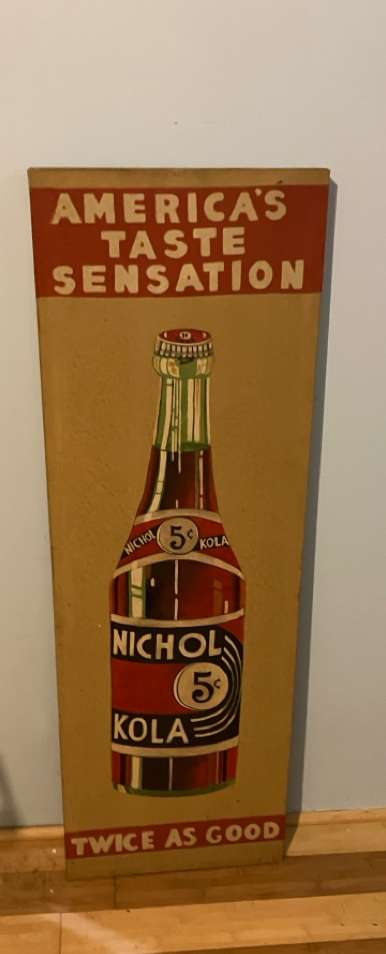 AMERICA'S
TASTE
SENSATION
NICHOL 5¢ KOLA
NICHOL
5¢
KOLA
TWICE AS GOOD